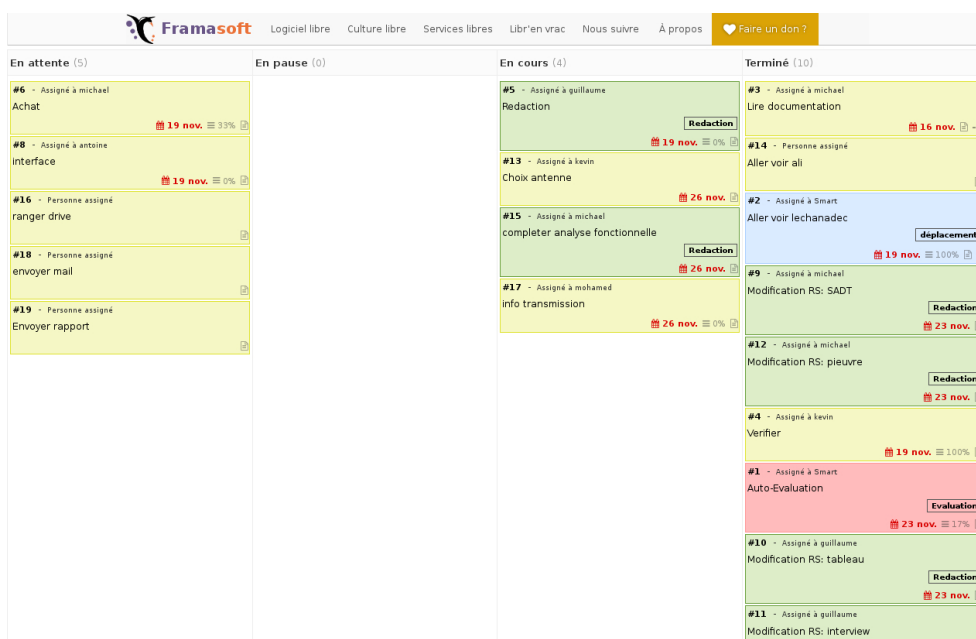 Framasoft
Logiciel libre Culture libre Services libres Libr'en vrac Nous suivre À propos Faire un don ?
En attente (5)
#6 - Assigné à michael
Achat
19 nov. 33%
#8 - Assigné à antoine
interface
19 nov. 0%
#16 - Personne assigné
ranger drive
#18 - Personne assigné
envoyer mail
#19 - Personne assigné
Envoyer rapport
En pause (0)
En cours (4)
#5 - Assigné à guillaume
Redaction
Redaction
19 nov. 0%
#13 - Assigné à kevin
Choix antenne
26 nov.
#15 - Assigné à michael
completer analyse fonctionnelle
Redaction
26 nov.
#17 - Assigné à mohamed
info transmission
26 nov. 0%
Terminé (10)
#3 - Assigné à michael
Lire documentation
16 nov.
#14 - Personne assigné
Aller voir ali
#2 - Assigné à Smart
Aller voir lechanadec
déplacement
19 nov. 100%
#9 - Assigné à michael
Modification RS: SADT
Redaction
23 nov.
#12 - Assigné à michael
Modification RS: pieuvre
Redaction
23 nov.
#4 - Assigné à kevin
Verifier
19 nov. 100%
#1 - Assigné à Smart
Auto-Evaluation
Evaluation
23 nov. 17%
#10 - Assigné à guillaume
Modification RS: tableau
Redaction
23 nov.
#11 - Assigné à guillaume
Modification RS: interview